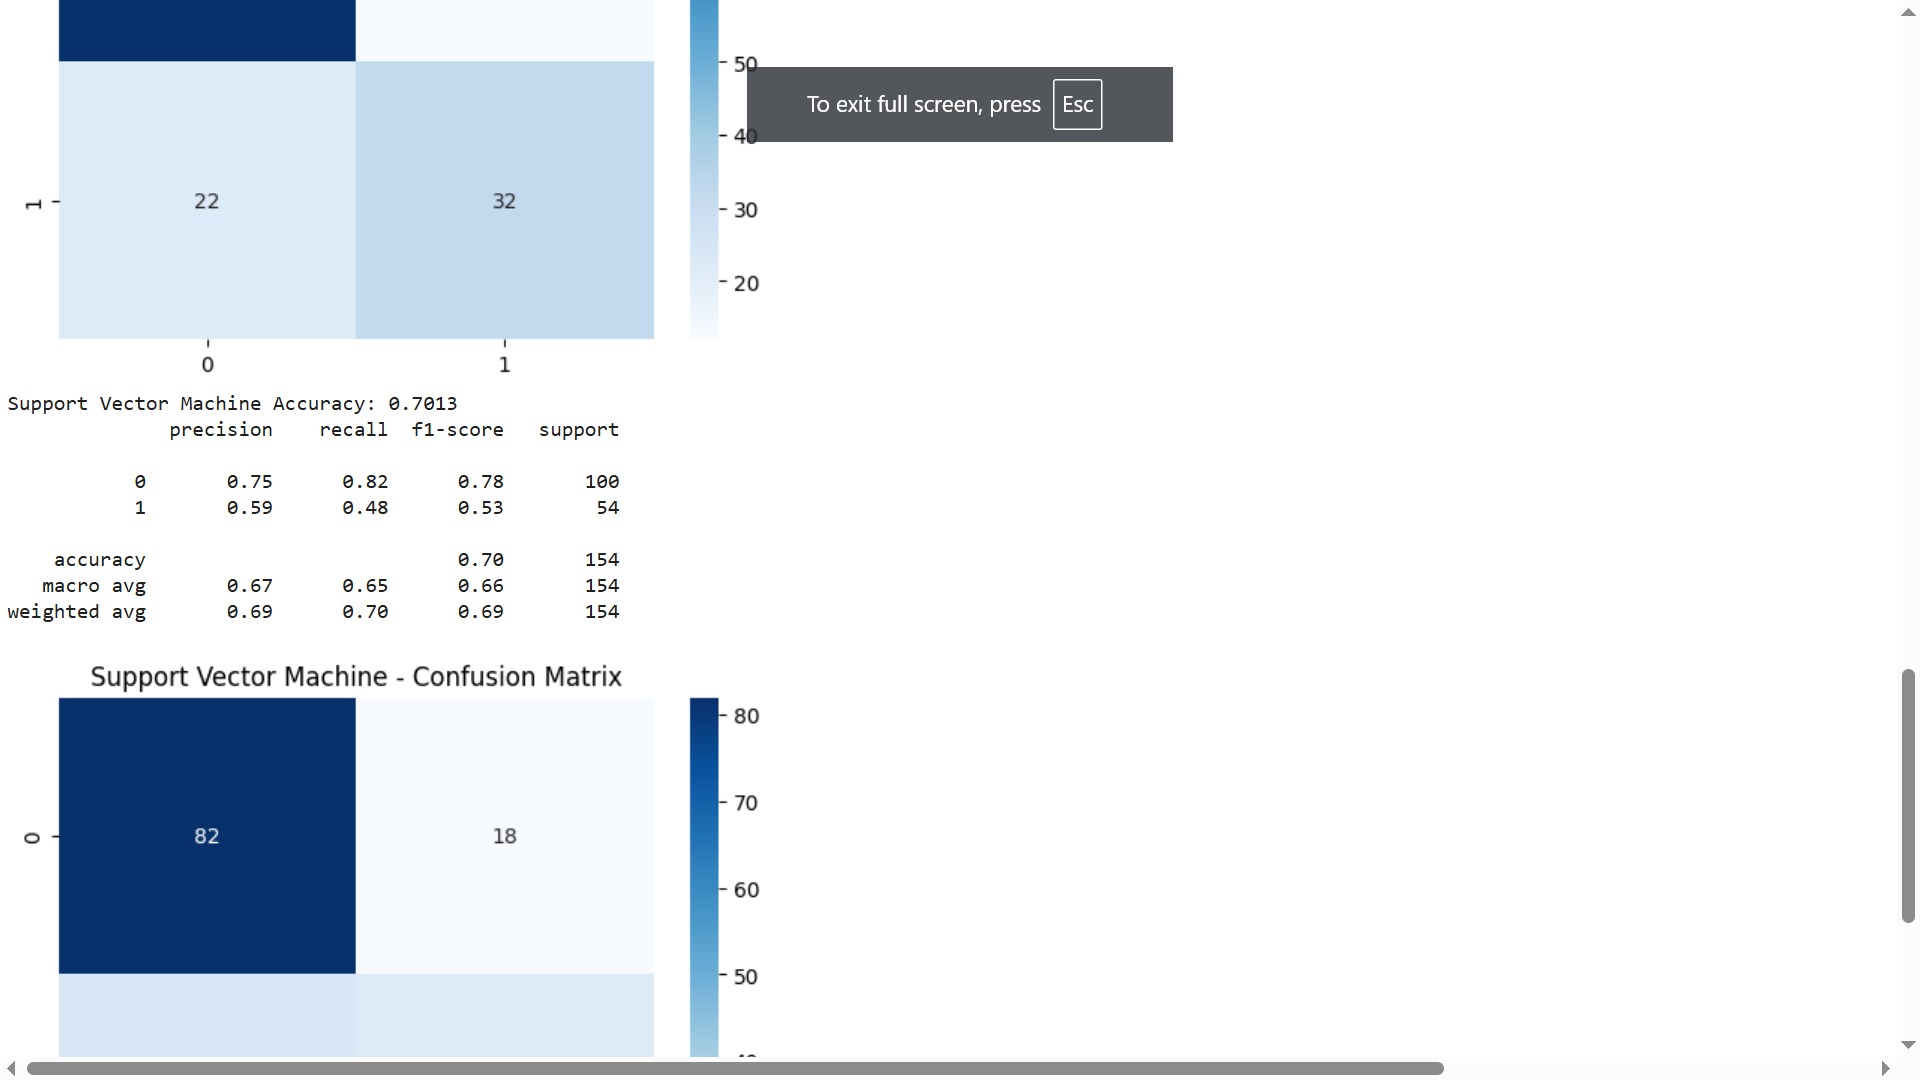 50
To exit full screen, press Esc
40
1
22
32
30
20
0
1
Support Vector Machine Accuracy: 0.7013
precision recall f1-score support
0 0.75 0.82 0.78 100
1 0.59 0.48 0.53 54
accuracy 0.70 154
macro avg 0.67 0.65 0.66 154
weighted avg 0.69 0.70 0.69 154
Support Vector Machine - Confusion Matrix
80
70
0
82
18
60
50